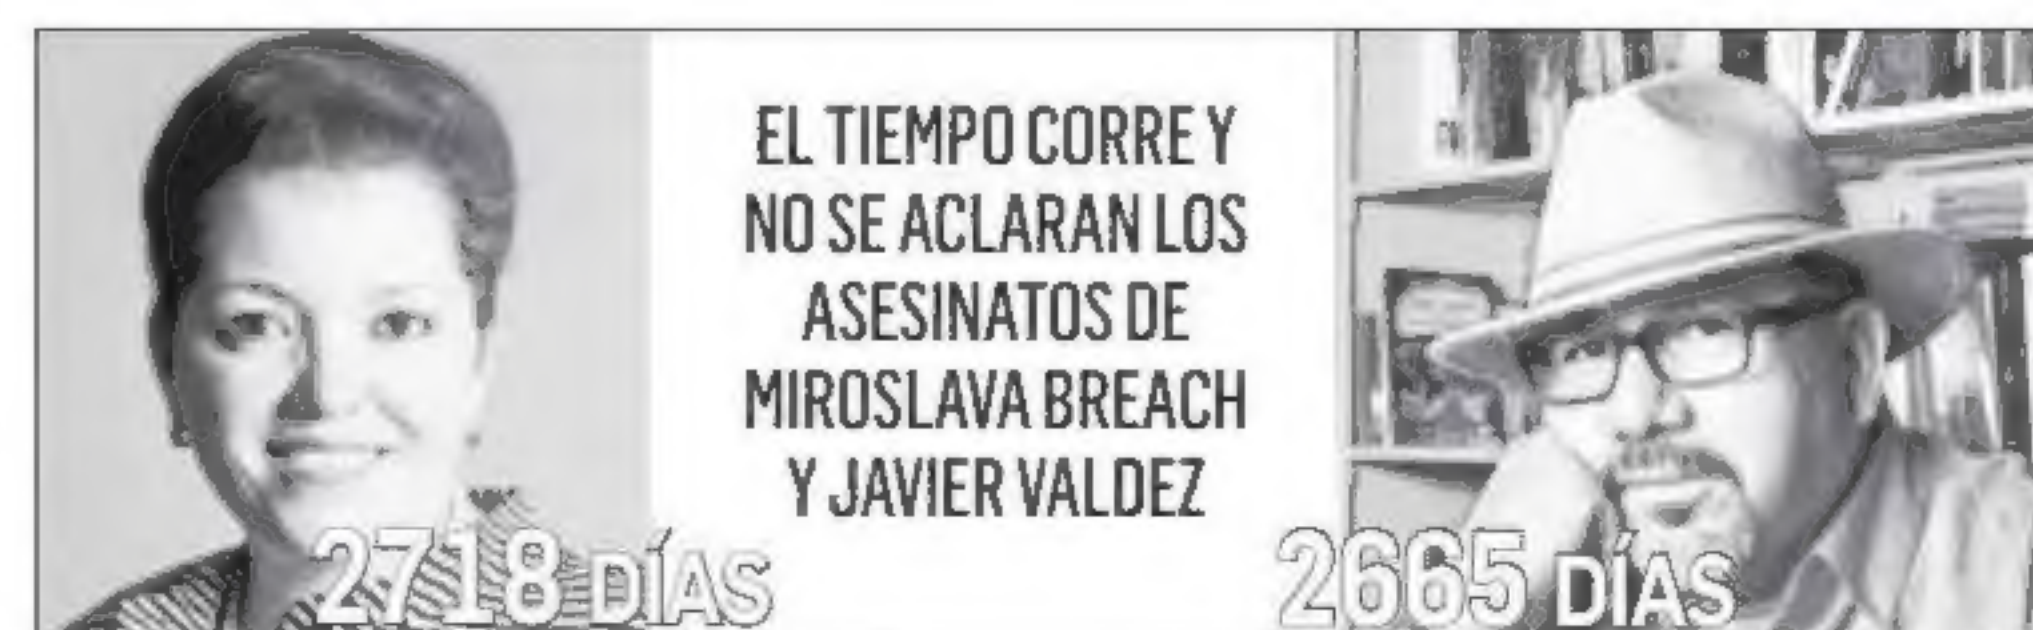 EL TIEMPO CORRE Y
NO SE ACLARAN LOS
ASESINATOS DE
MIROSLAVA BREACH
Y JAVIER VALDEZ
2718 DÍAS
2665 DÍAS